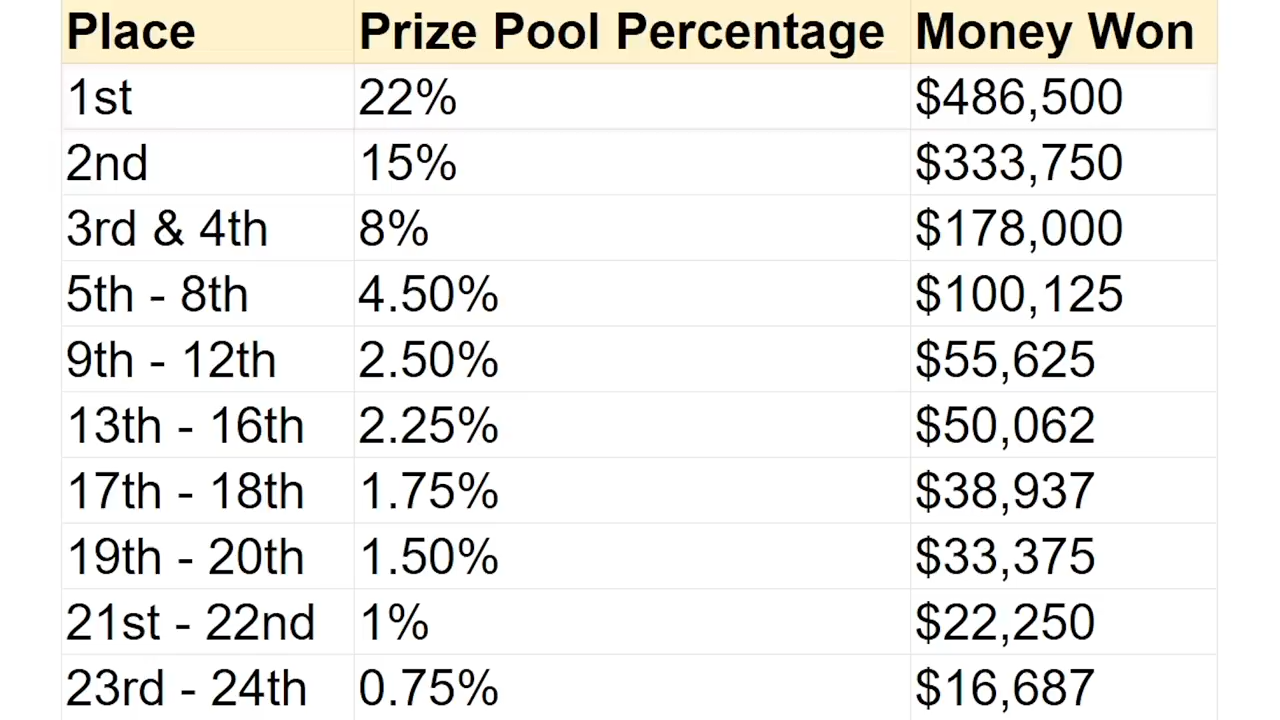 Place Prize Pool Percentage Money Won
1st 22% $486,500
2nd 15% $333,750
3rd & 4th 8% $178,000
5th - 8th 4.50% $100,125
9th - 12th 2.50% $55,625
13th - 16th 2.25% $50,062
17th - 18th 1.75% $38,937
19th - 20th 1.50% $33,375
21st - 22nd 1% $22,250
23rd - 24th 0.75% $16,687